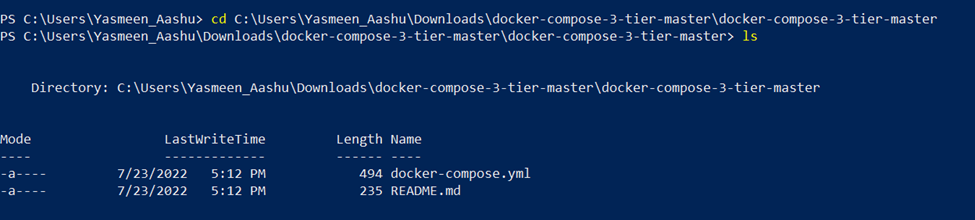 PS C:\Users\Yasmeen_Aashu> cd C:\Users\Yasmeen_Aashu\Downloads\docker-compose-3-tier-master\docker-compose-3-tier-master
PS C:\Users\Yasmeen_Aashu\Downloads\docker-compose-3-tier-master\docker-compose-3-tier-master> ls
Directory: C:\Users\Yasmeen_Aashu\Downloads\docker-compose-3-tier-master\docker-compose-3-tier-master
Mode LastWriteTime Length Name
---- ------------- ------ ----
-a---- 7/23/2022 5:12 PM 494 docker-compose.yml
-a---- 7/23/2022 5:12 PM 235 README.md